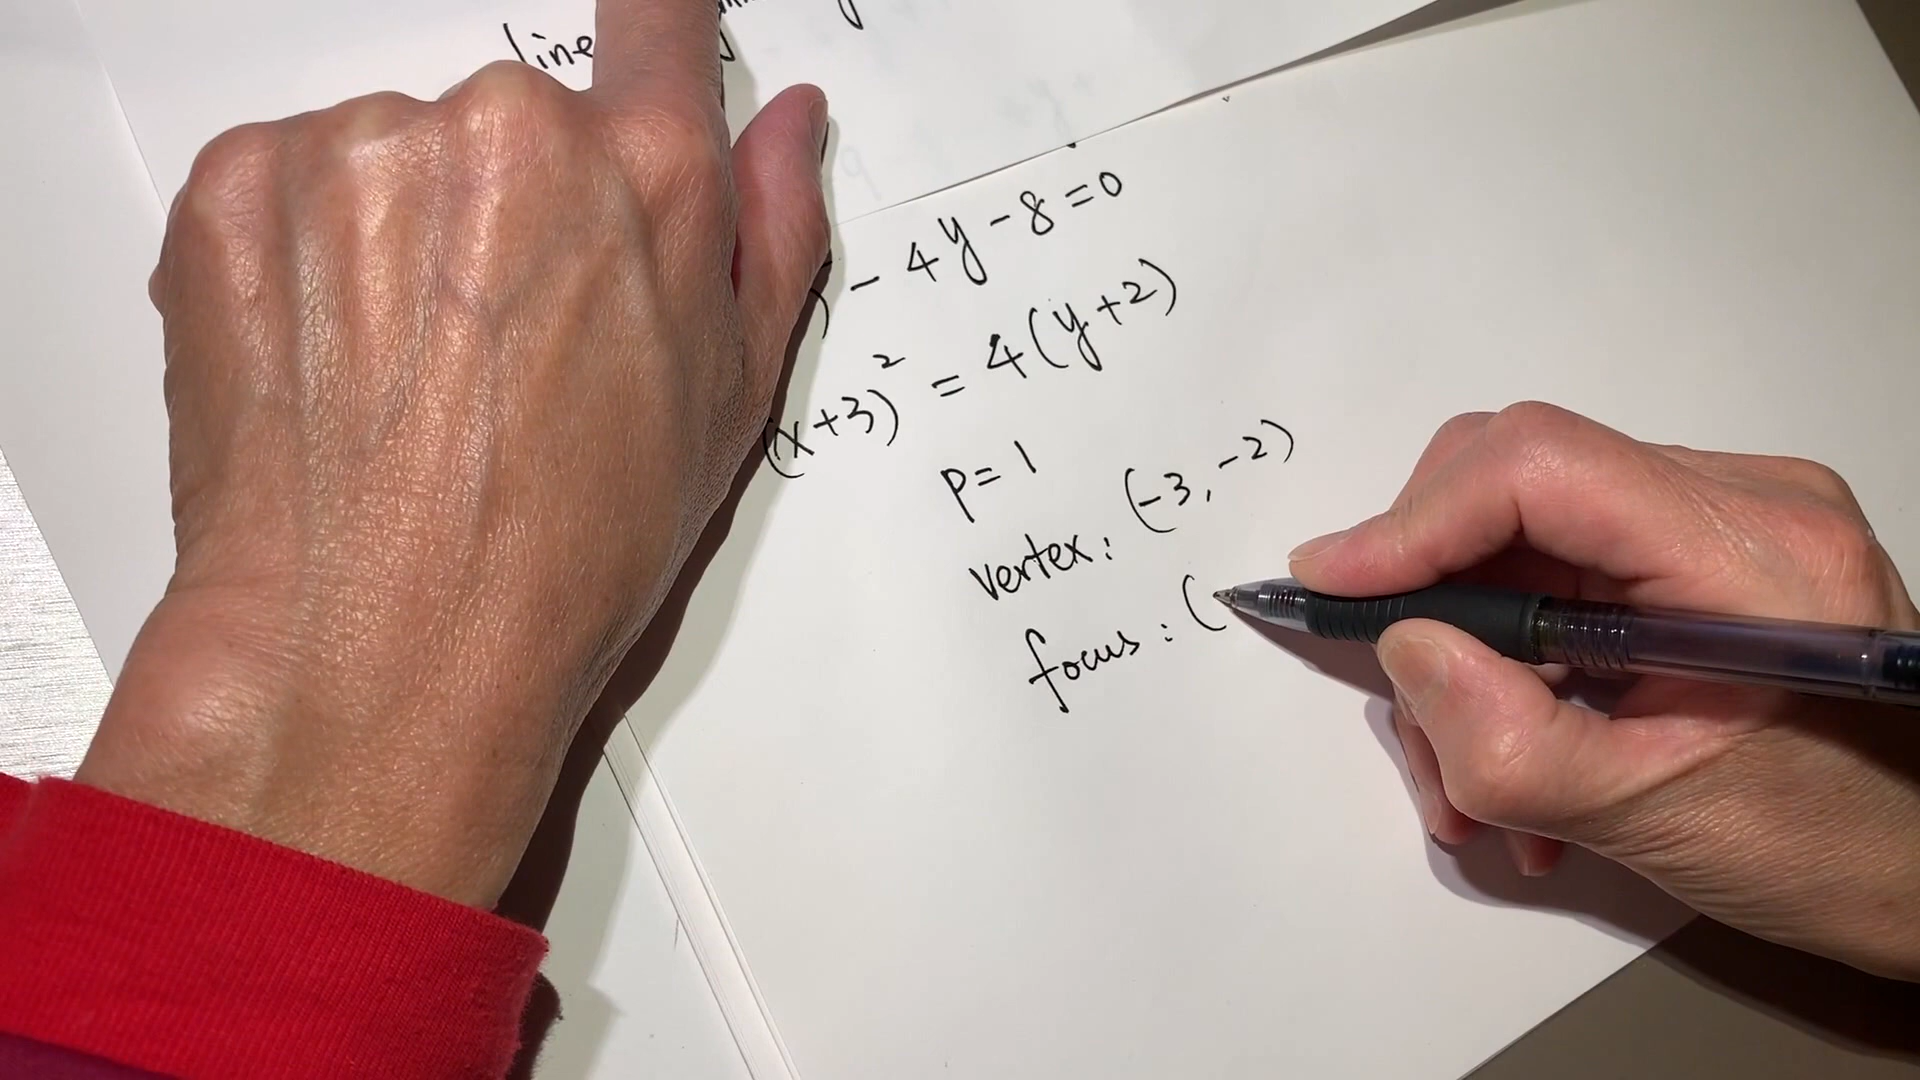 line
) - 4y - 8 = 0
(x+3)² = 4(y+2)
p = 1
vertex: (-3, -2)
focus: (